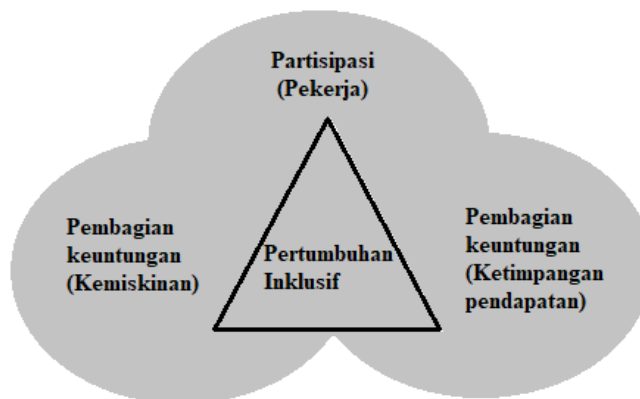 Partisipasi
(Pekerja)
Pembagian
keuntungan
(Kemiskinan)
Pertumbuhan
Inklusif
Pembagian
keuntungan
(Ketimpangan
pendapatan)